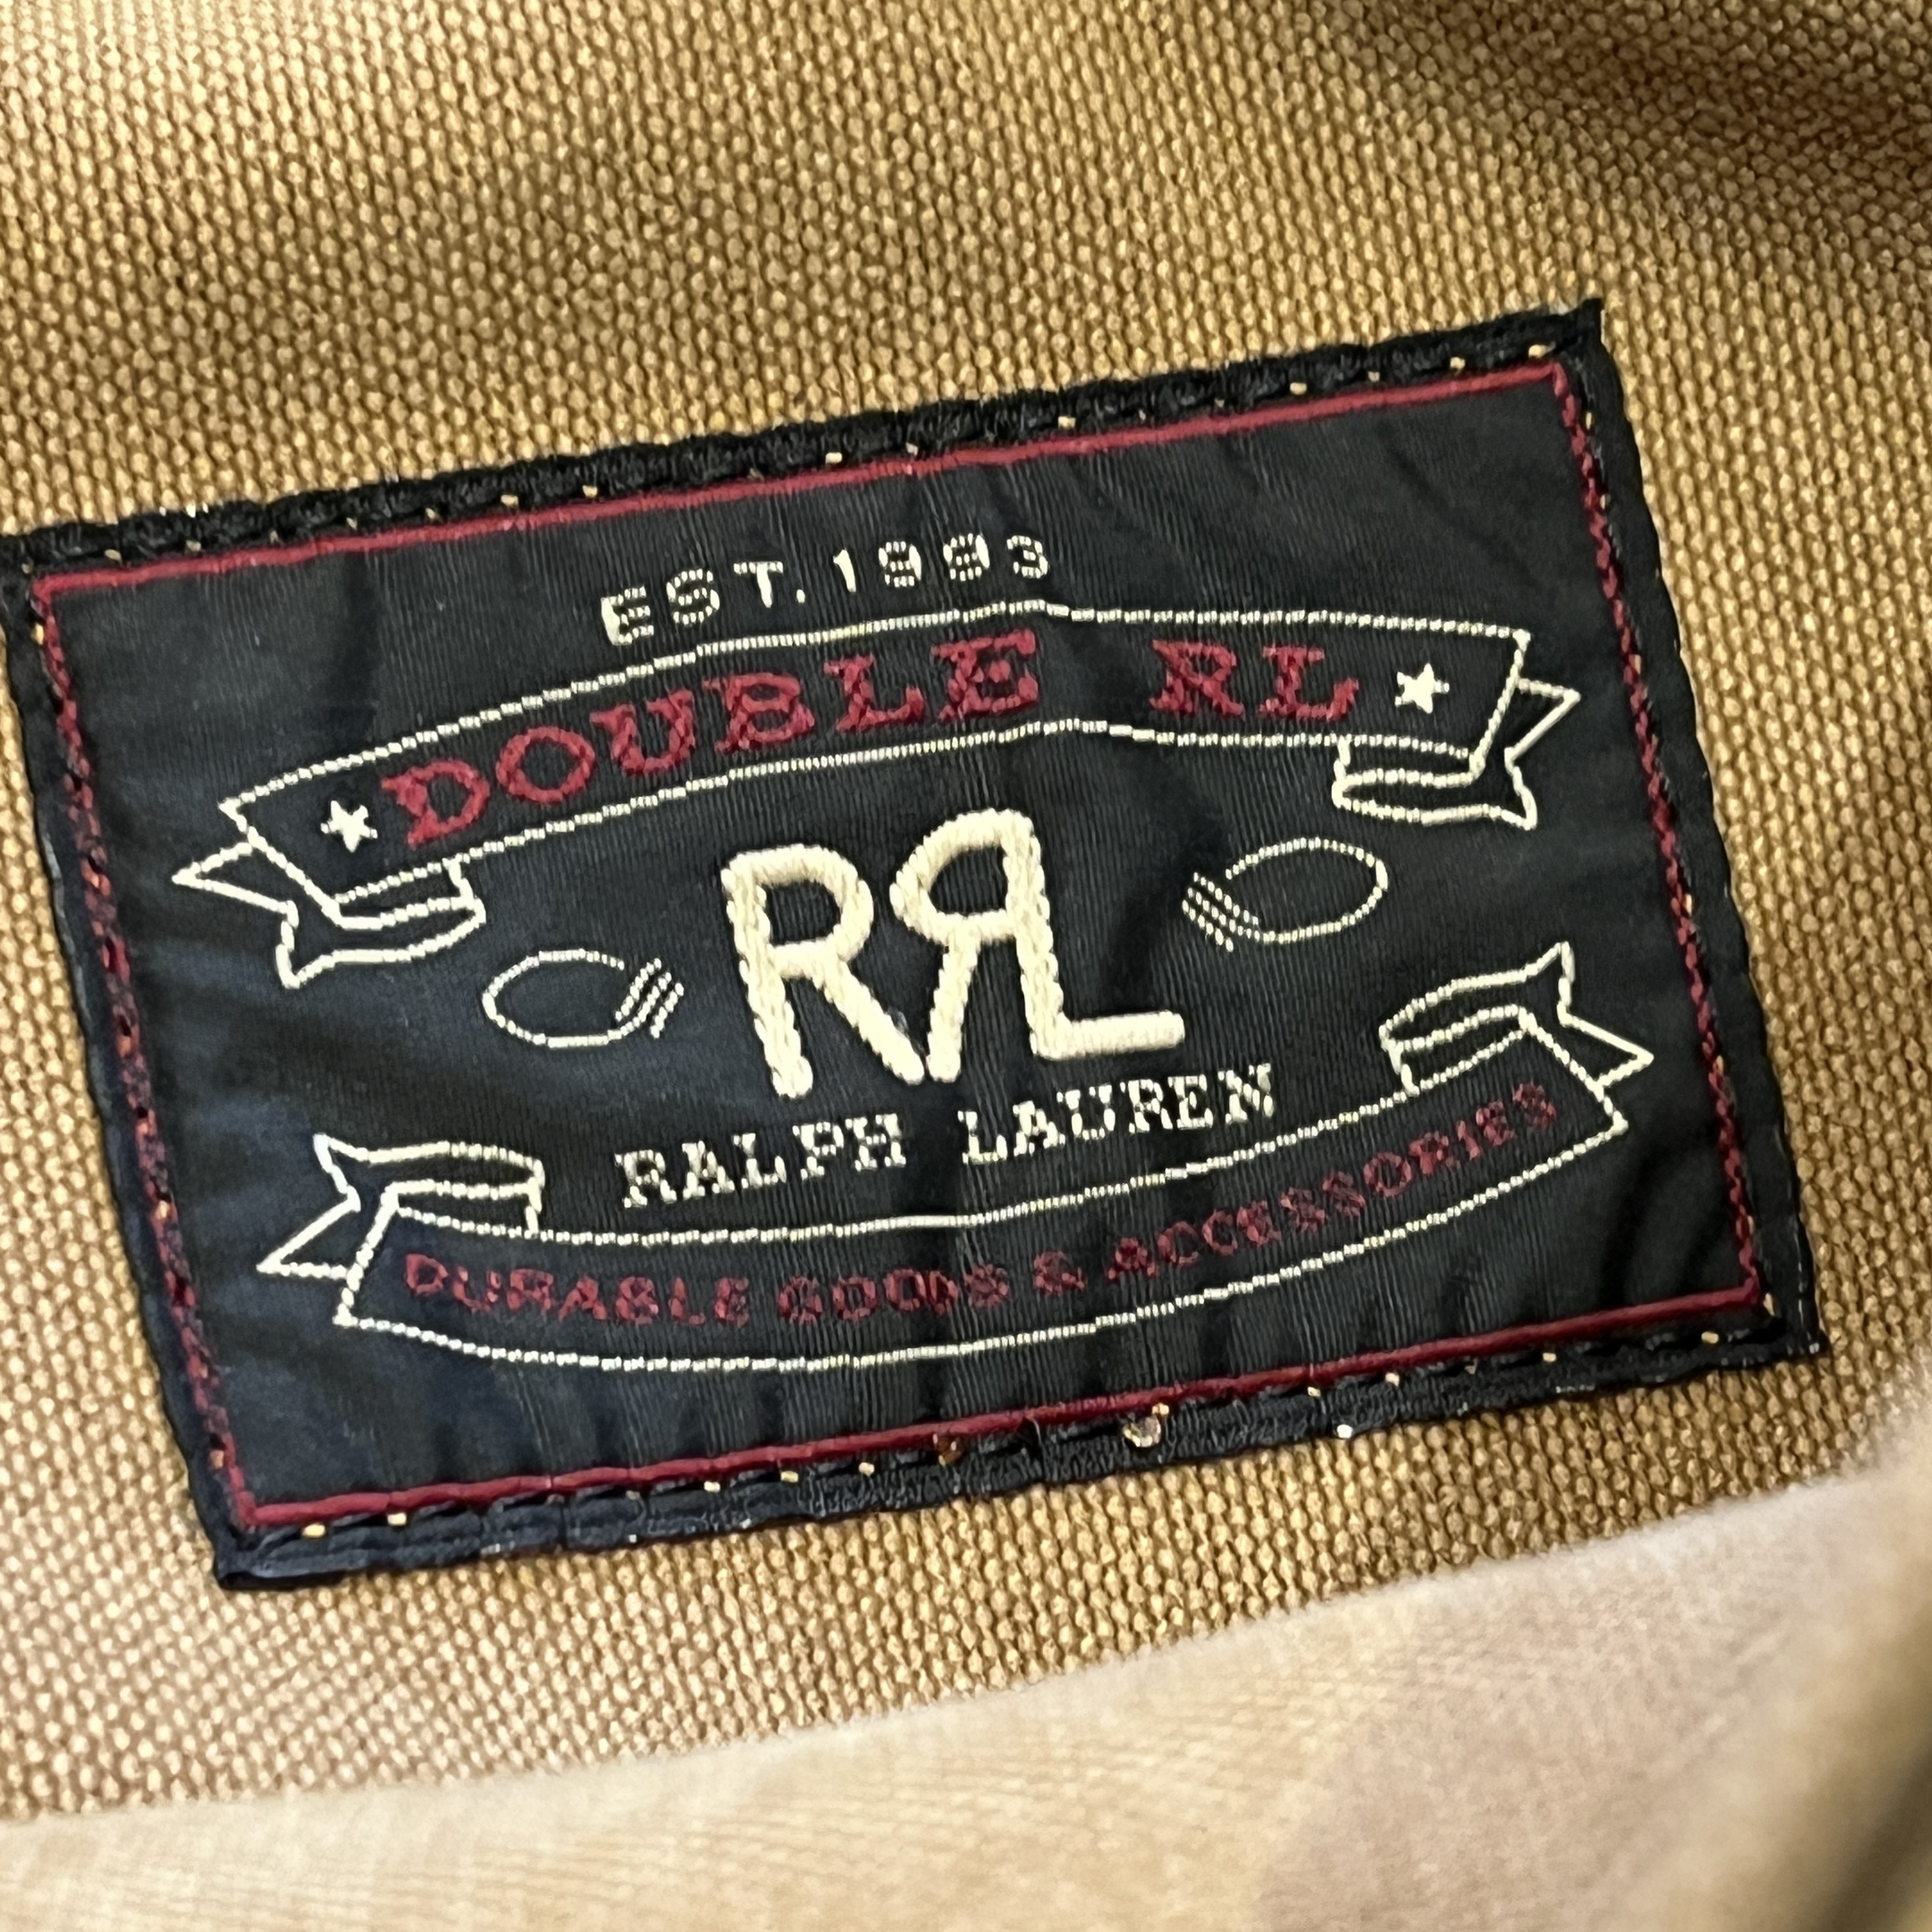 EST. 1993
DOUBLE RL
RRL
RALPH LAUREN
DURABLE GOODS & ACCESSORIES